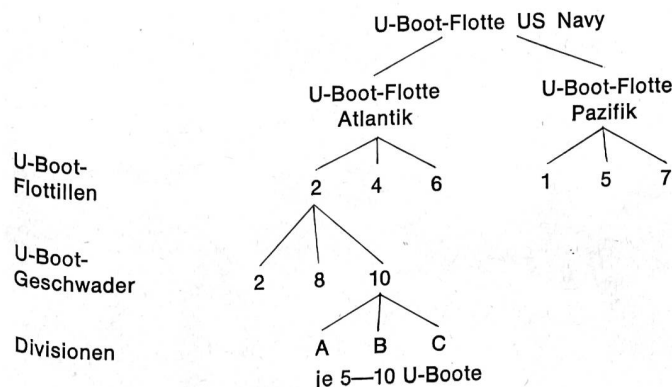 U-Boot-Flotte US Navy
U-Boot-Flotte
Atlantik
U-Boot-Flotte
Pazifik
U-Boot-
Flottillen
2 4 6 1 5 7
U-Boot-
Geschwader
2 8 10
Divisionen
A B C
je 5—10 U-Boote